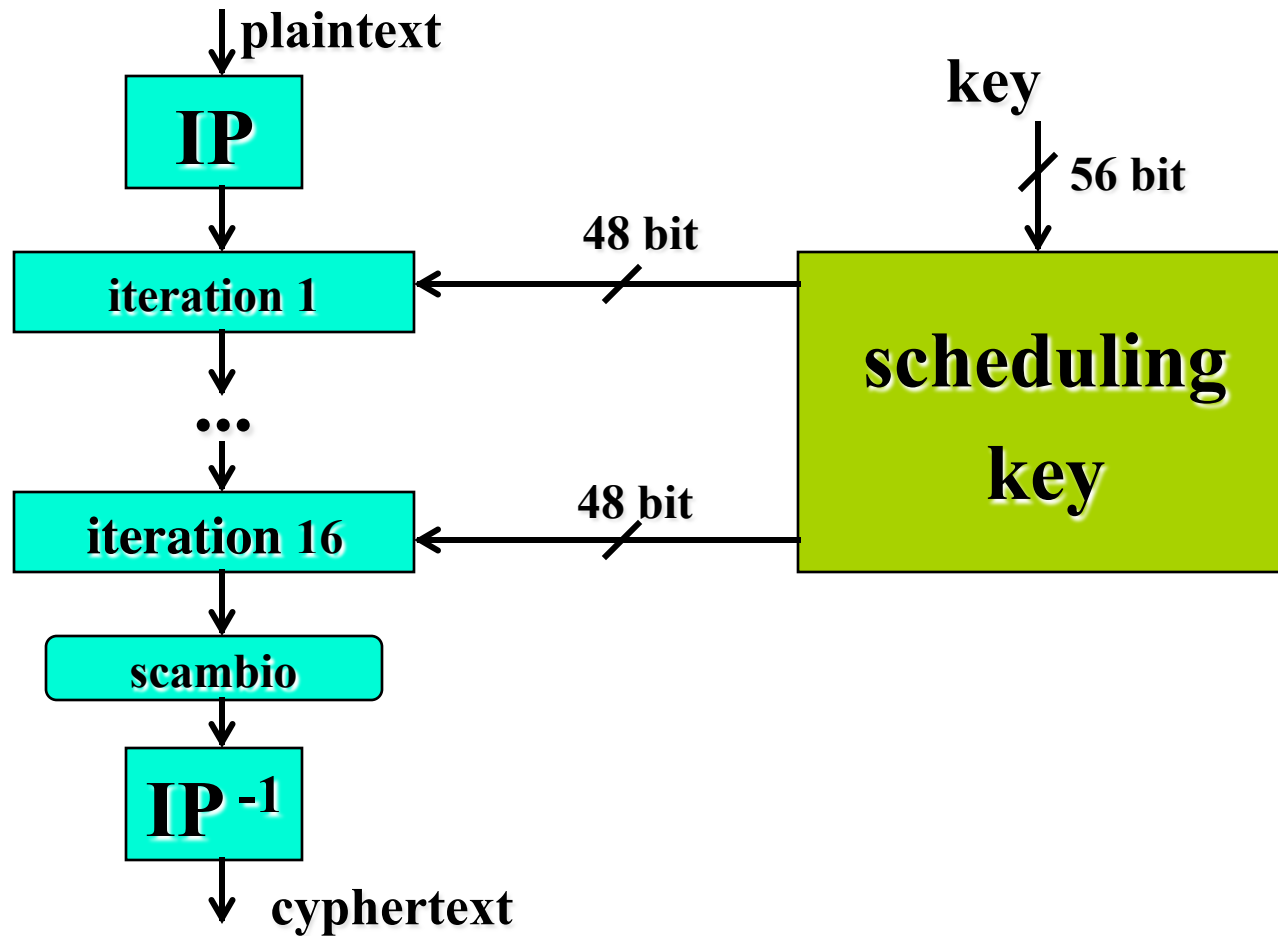 plaintext
IP
key
56 bit
48 bit
iteration 1
scheduling
key
...
48 bit
iteration 16
scambio
IP -1
cyphertext